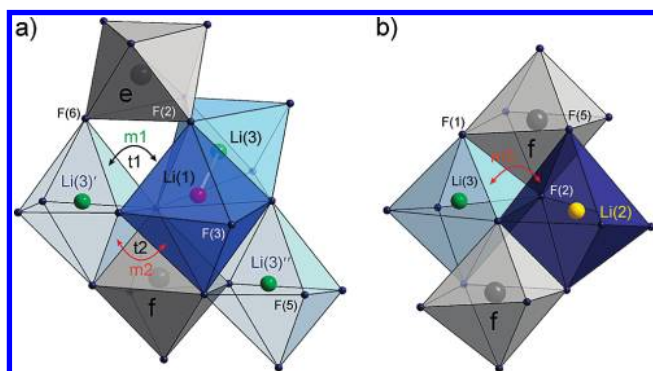 a)
b)
e
F(6)
F(2)
m1
t1
Li(3)
Li(1)
Li(3)'
F(3)
t2
m2
Li(3)''
F(5)
f
F(1)
F(5)
f
Li(3)
F(2)
Li(2)
f